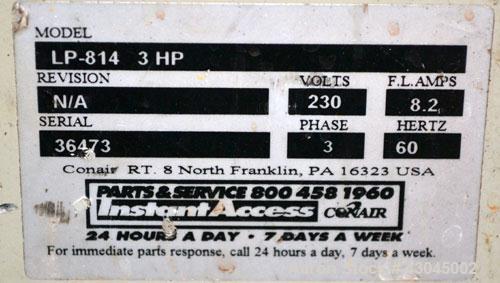 MODEL
LP-814 3 HP
REVISION VOLTS F.L.AMPS
N/A 230 8.2
SERIAL PHASE HERTZ
36473 3 60
Conair RT. 8 North Franklin, PA 16323 USA
PARTS & SERVICE 800 458 1960
Instant Access CONAIR
24 HOURS A DAY • 7 DAYS A WEEK
For immediate parts response, call 24 hours a day, 7 days a week.